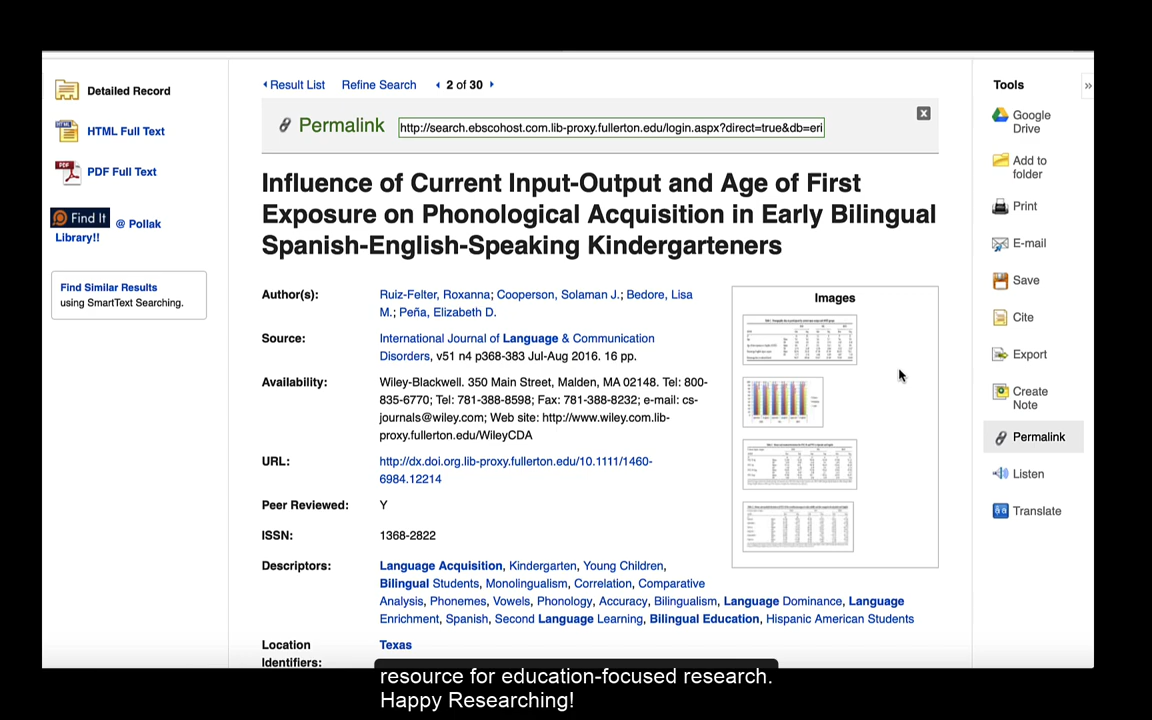 Detailed Record
HTML Full Text
PDF Full Text
Find It @ Pollak
Library!!
Find Similar Results
using SmartText Searching.
Result List Refine Search 2 of 30
Permalink http://search.ebscohost.com.lib-proxy.fullerton.edu/login.aspx?direct=true&db=eri
Influence of Current Input-Output and Age of First
Exposure on Phonological Acquisition in Early Bilingual
Spanish-English-Speaking Kindergarteners
Author(s): Ruiz-Felter, Roxanna; Cooperson, Solaman J.; Bedore, Lisa
M.; Peña, Elizabeth D.
Source: International Journal of Language & Communication
Disorders, v51 n4 p368-383 Jul-Aug 2016. 16 pp.
Availability: Wiley-Blackwell. 350 Main Street, Malden, MA 02148. Tel: 800-
835-6770; Tel: 781-388-8598; Fax: 781-388-8232; e-mail: cs-
journals@wiley.com; Web site: http://www.wiley.com.lib-
proxy.fullerton.edu/WileyCDA
URL: http://dx.doi.org.lib-proxy.fullerton.edu/10.1111/1460-
6984.12214
Peer Reviewed: Y
ISSN: 1368-2822
Descriptors: Language Acquisition, Kindergarten, Young Children,
Bilingual Students, Monolingualism, Correlation, Comparative
Analysis, Phonemes, Vowels, Phonology, Accuracy, Bilingualism, Language Dominance, Language
Enrichment, Spanish, Second Language Learning, Bilingual Education, Hispanic American Students
Location Texas
Identifiers:
Images
Tools
»
Google
Drive
Add to
folder
Print
E-mail
Save
Cite
Export
Create
Note
Permalink
Listen
Translate
resource for education-focused research.
Happy Researching!